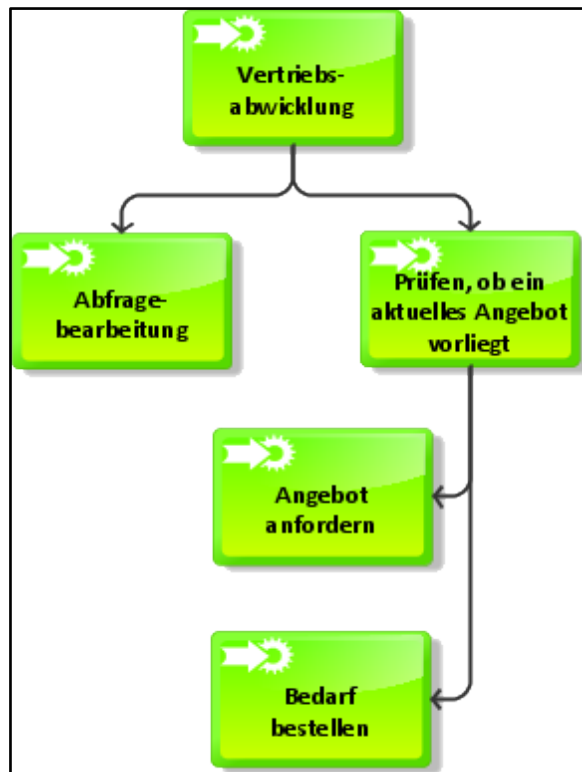 Vertriebs-
abwicklung
Abfrage-
bearbeitung
Prüfen, ob ein
aktuelles Angebot
vorliegt
Angebot
anfordern
Bedarf
bestellen